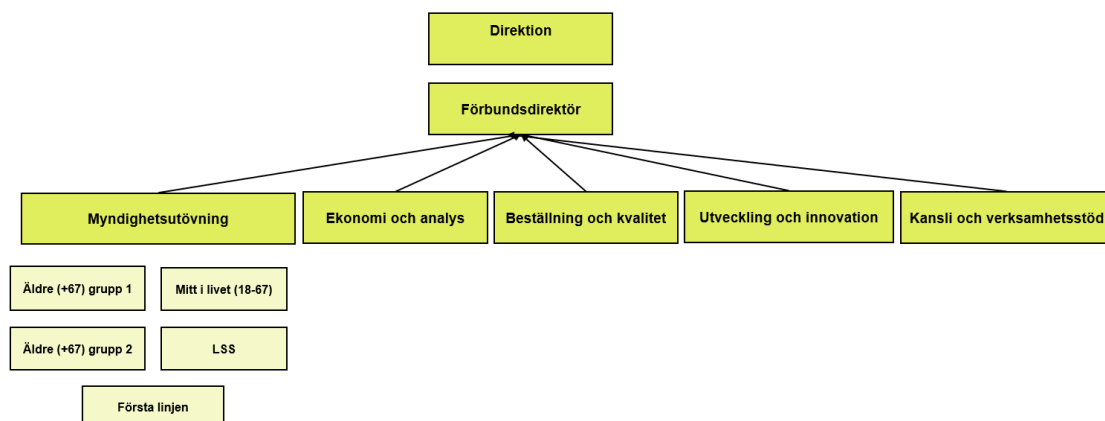 Direktion
Förbundsdirektör
Myndighetsutövning
Ekonomi och analys
Beställning och kvalitet
Utveckling och innovation
Kansli och verksamhetsstöd
Äldre (+67) grupp 1
Mitt i livet (18-67)
Äldre (+67) grupp 2
LSS
Första linjen